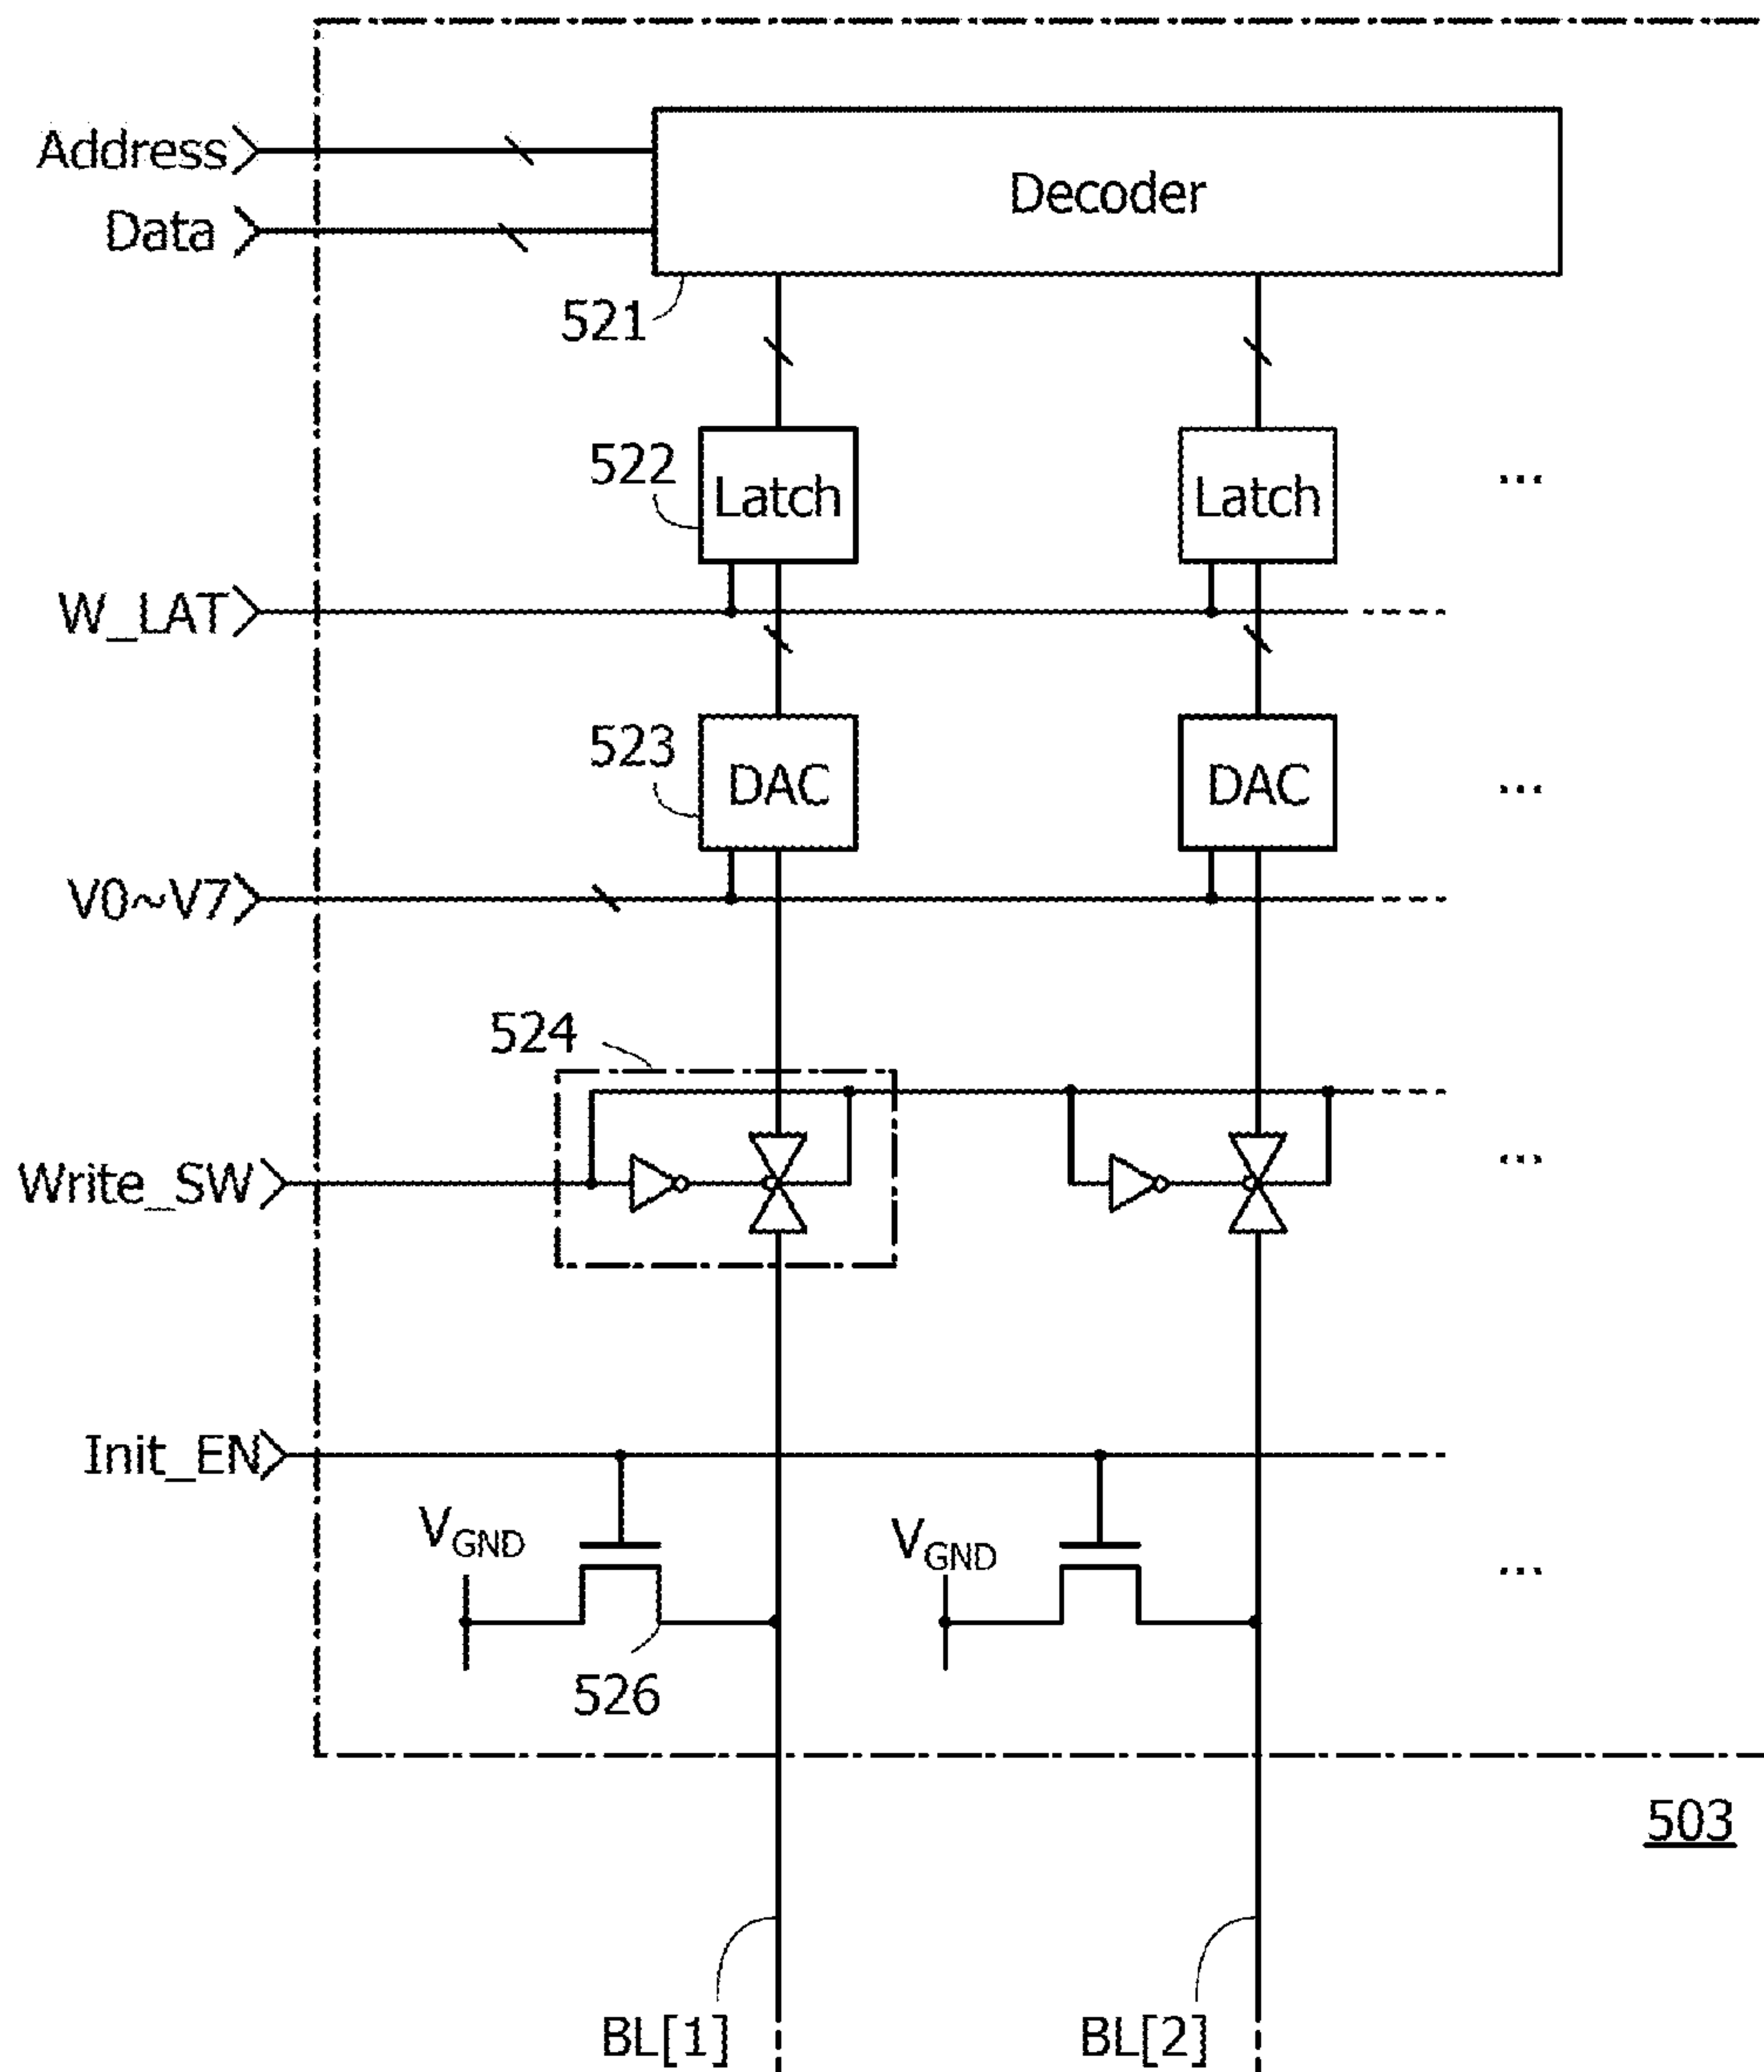 Address
Decoder
Data
521
522
Latch
Latch
...
W_LAT
523
DAC
DAC
...
V0~V7
524
Write_SW
...
Init_EN
VGND
VGND
...
526
503
BL[1]
BL[2]